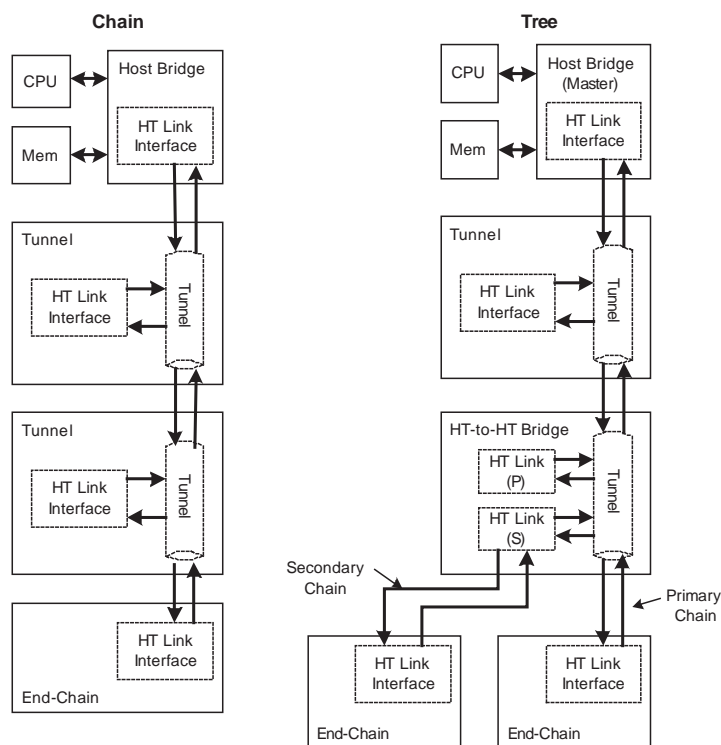 Chain
CPU
Host Bridge
HT Link
Interface
Mem
Tunnel
HT Link
Interface
Tunnel
Tunnel
HT Link
Interface
Tunnel
HT Link
Interface
End-Chain
Tree
CPU
Host Bridge
(Master)
HT Link
Interface
Mem
Tunnel
HT Link
Interface
Tunnel
HT-to-HT Bridge
HT Link
(P)
Tunnel
HT Link
(S)
Secondary
Chain
Primary
Chain
HT Link
Interface
End-Chain
HT Link
Interface
End-Chain